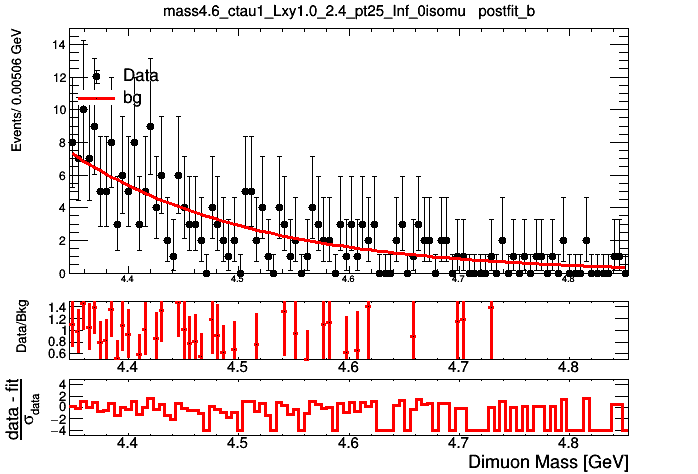 mass4.6_ctau1_Lxy1.0_2.4_pt25_Inf_0isomu postfit_b
Events/ 0.00506 GeV
14
12
10
8
6
4
2
0
Data
bg
4.4 4.5 4.6 4.7 4.8
Data/Bkg
1.4
1.2
1
0.8
0.6
4.4 4.5 4.6 4.7 4.8
data - fit
σdata
4
2
0
−2
−4
4.4 4.5 4.6 4.7 4.8
Dimuon Mass [GeV]